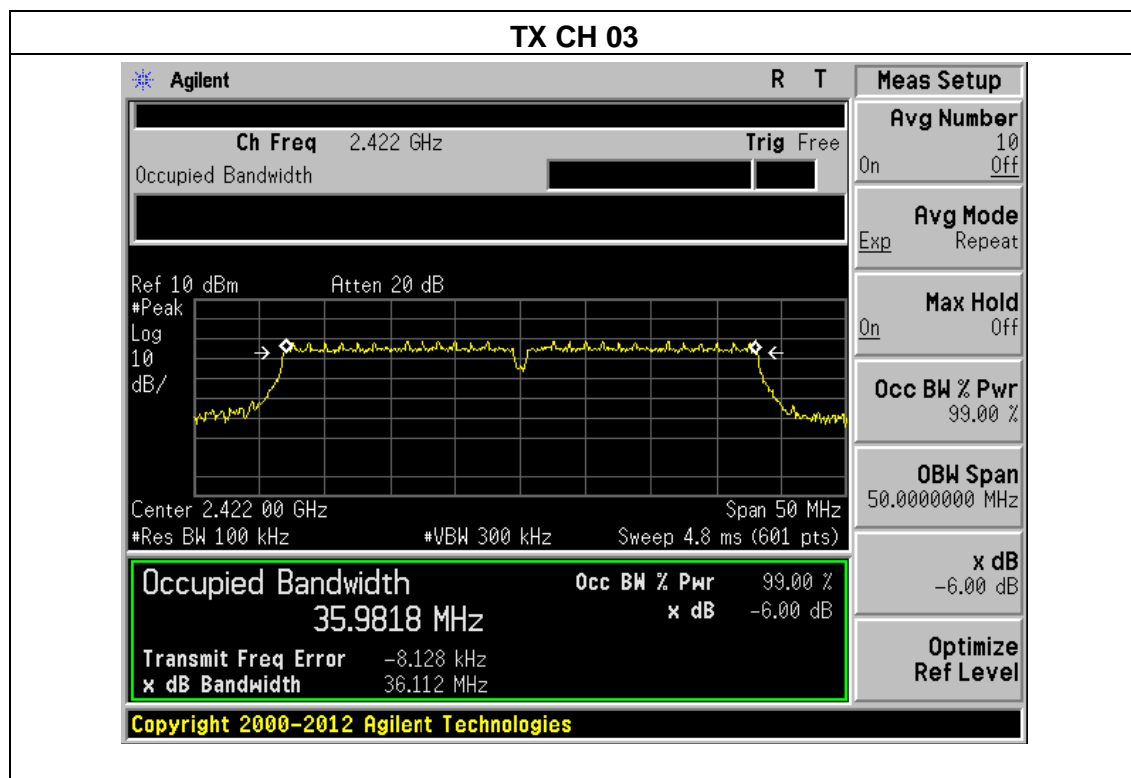 TX CH 03
Agilent
R T
Meas Setup
Ch Freq 2.422 GHz
Trig Free
Occupied Bandwidth
Avg Number
10
On Off
Avg Mode
Exp Repeat
Max Hold
On Off
Occ BW % Pwr
99.00 %
OBW Span
50.0000000 MHz
x dB
-6.00 dB
Optimize
Ref Level
Ref 10 dBm
Atten 20 dB
#Peak
Log
10
dB/
Center 2.422 00 GHz
Span 50 MHz
#Res BW 100 kHz
#VBW 300 kHz
Sweep 4.8 ms (601 pts)
Occupied Bandwidth
35.9818 MHz
Occ BW % Pwr 99.00 %
x dB -6.00 dB
Transmit Freq Error -8.128 kHz
x dB Bandwidth 36.112 MHz
Copyright 2000-2012 Agilent Technologies